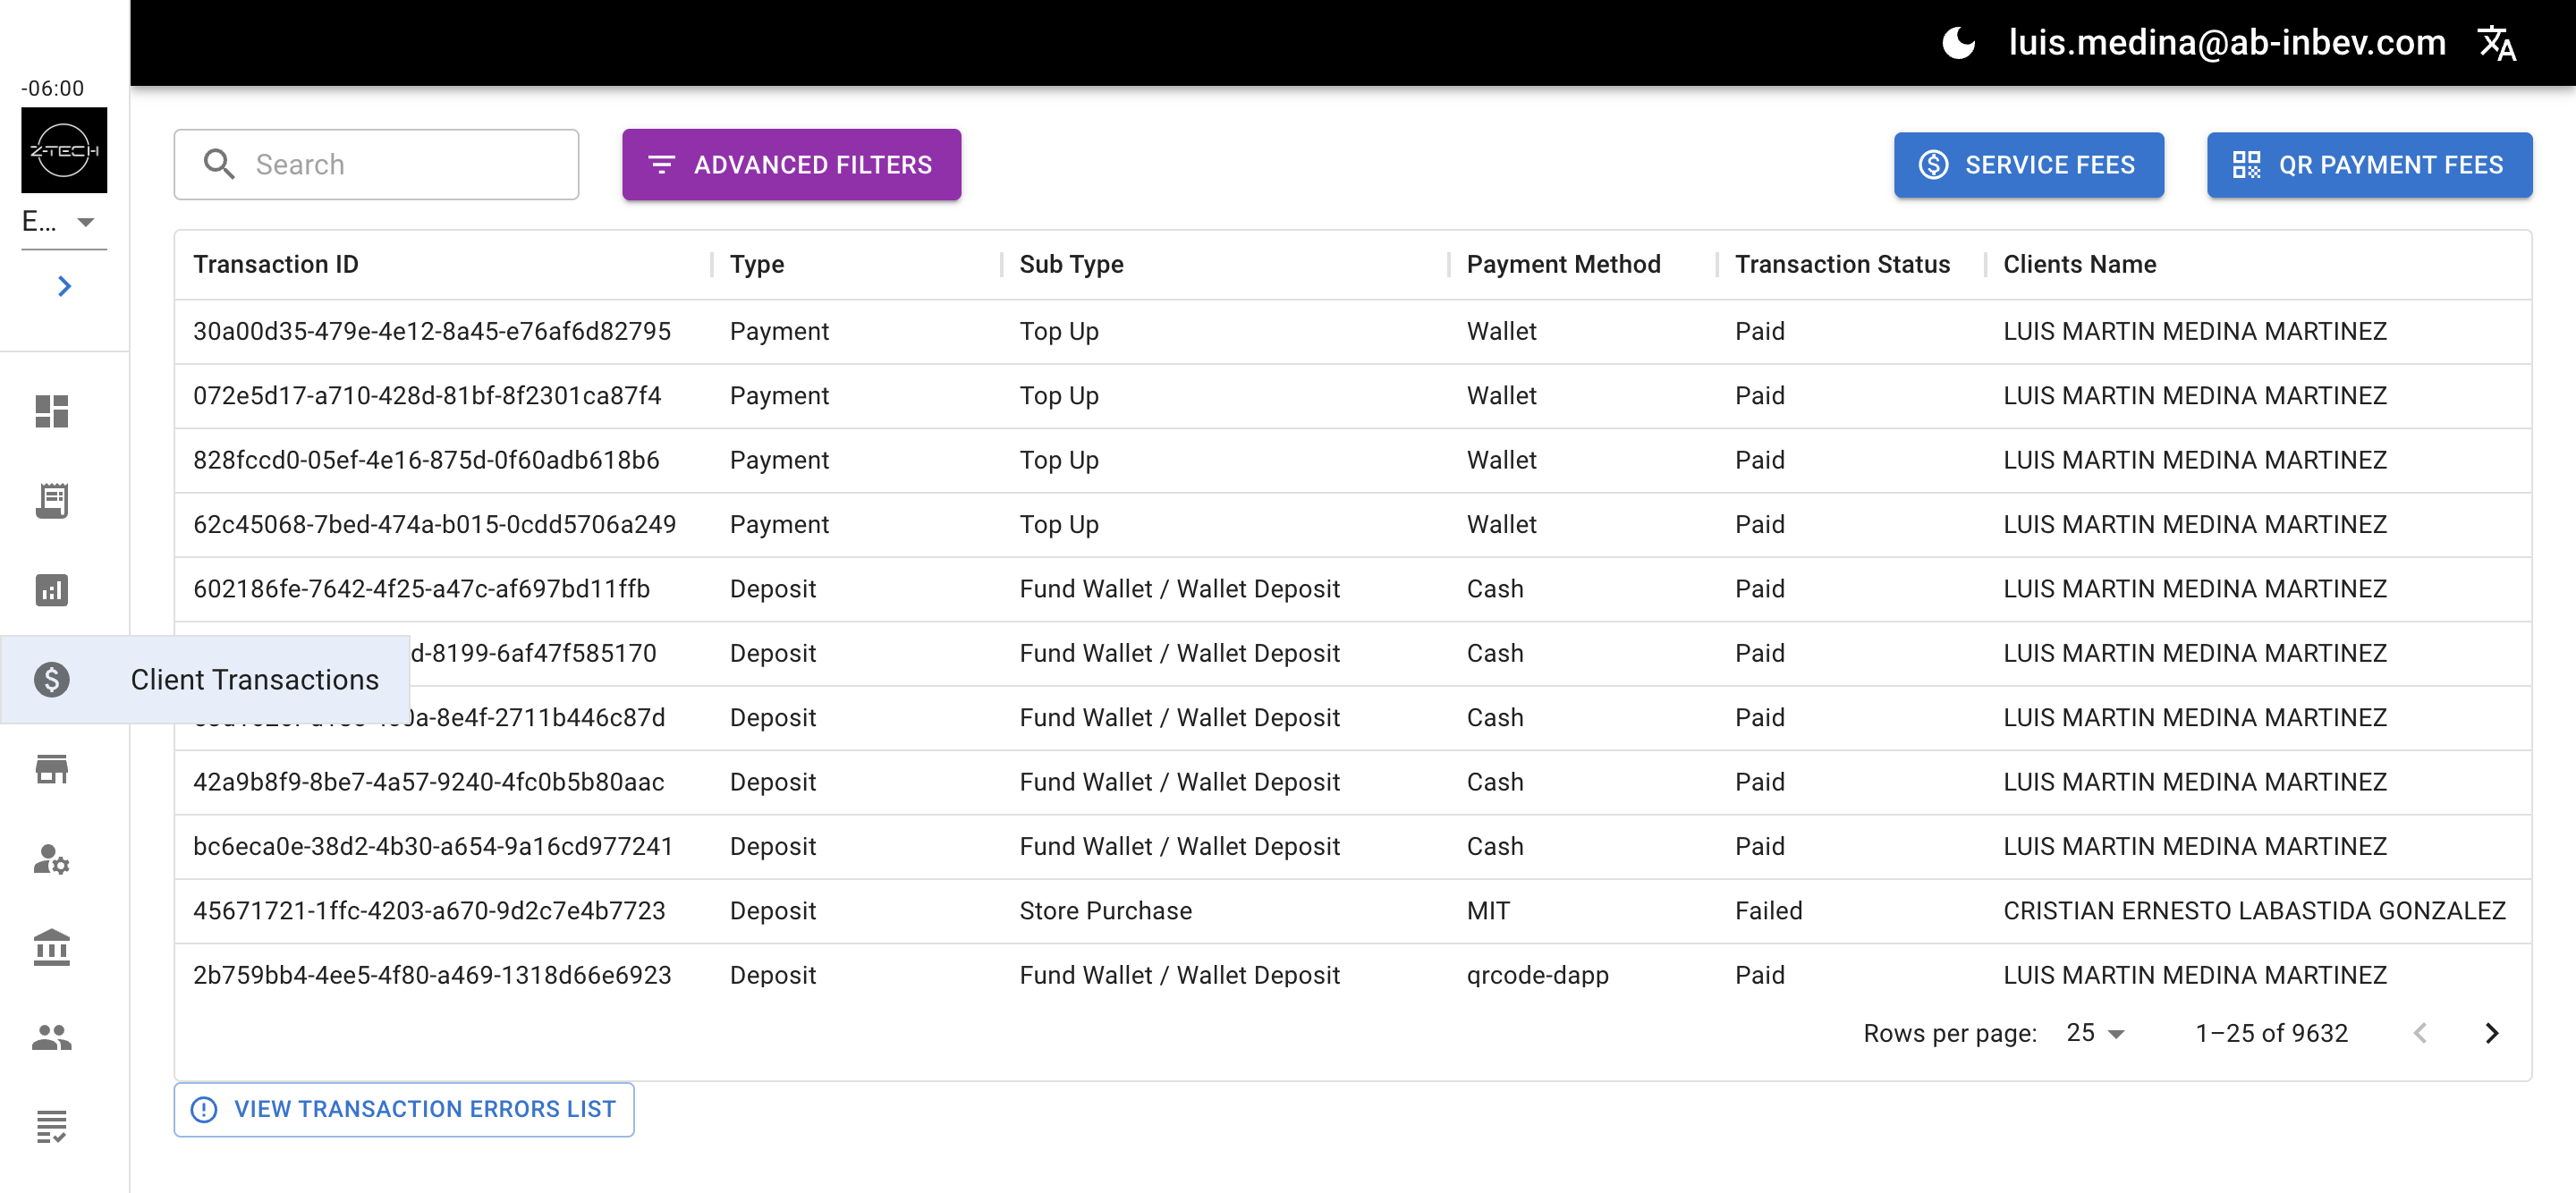 luis.medina@ab-inbev.com
-06:00
Z-TECH
E...
Search
ADVANCED FILTERS
SERVICE FEES
QR PAYMENT FEES
Transaction ID Type Sub Type Payment Method Transaction Status Clients Name
30a00d35-479e-4e12-8a45-e76af6d82795 Payment Top Up Wallet Paid LUIS MARTIN MEDINA MARTINEZ
072e5d17-a710-428d-81bf-8f2301ca87f4 Payment Top Up Wallet Paid LUIS MARTIN MEDINA MARTINEZ
828fccd0-05ef-4e16-875d-0f60adb618b6 Payment Top Up Wallet Paid LUIS MARTIN MEDINA MARTINEZ
62c45068-7bed-474a-b015-0cdd5706a249 Payment Top Up Wallet Paid LUIS MARTIN MEDINA MARTINEZ
602186fe-7642-4f25-a47c-af697bd11ffb Deposit Fund Wallet / Wallet Deposit Cash Paid LUIS MARTIN MEDINA MARTINEZ
d-8199-6af47f585170 Deposit Fund Wallet / Wallet Deposit Cash Paid LUIS MARTIN MEDINA MARTINEZ
Client Transactions
a-8e4f-2711b446c87d Deposit Fund Wallet / Wallet Deposit Cash Paid LUIS MARTIN MEDINA MARTINEZ
42a9b8f9-8be7-4a57-9240-4fc0b5b80aac Deposit Fund Wallet / Wallet Deposit Cash Paid LUIS MARTIN MEDINA MARTINEZ
bc6eca0e-38d2-4b30-a654-9a16cd977241 Deposit Fund Wallet / Wallet Deposit Cash Paid LUIS MARTIN MEDINA MARTINEZ
45671721-1ffc-4203-a670-9d2c7e4b7723 Deposit Store Purchase MIT Failed CRISTIAN ERNESTO LABASTIDA GONZALEZ
2b759bb4-4ee5-4f80-a469-1318d66e6923 Deposit Fund Wallet / Wallet Deposit qrcode-dapp Paid LUIS MARTIN MEDINA MARTINEZ
Rows per page: 25 1–25 of 9632
VIEW TRANSACTION ERRORS LIST